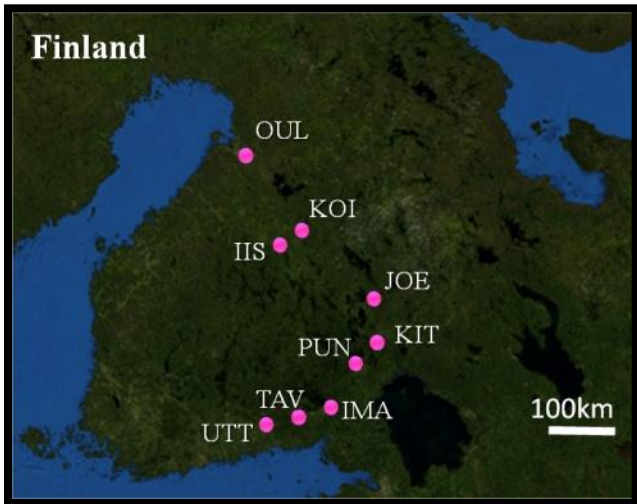 Finland
OUL
KOI
IIS
JOE
KIT
PUN
TAV
IMA
UTT
100km